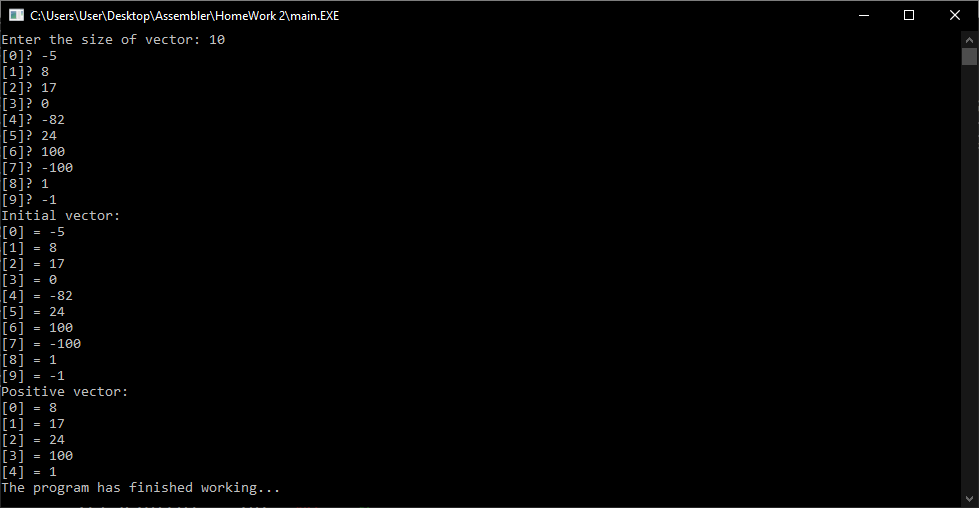 C:\Users\User\Desktop\Assembler\HomeWork 2\main.EXE
Enter the size of vector: 10
[0]? -5
[1]? 8
[2]? 17
[3]? 0
[4]? -82
[5]? 24
[6]? 100
[7]? -100
[8]? 1
[9]? -1
Initial vector:
[0] = -5
[1] = 8
[2] = 17
[3] = 0
[4] = -82
[5] = 24
[6] = 100
[7] = -100
[8] = 1
[9] = -1
Positive vector:
[0] = 8
[1] = 17
[2] = 24
[3] = 100
[4] = 1
The program has finished working...